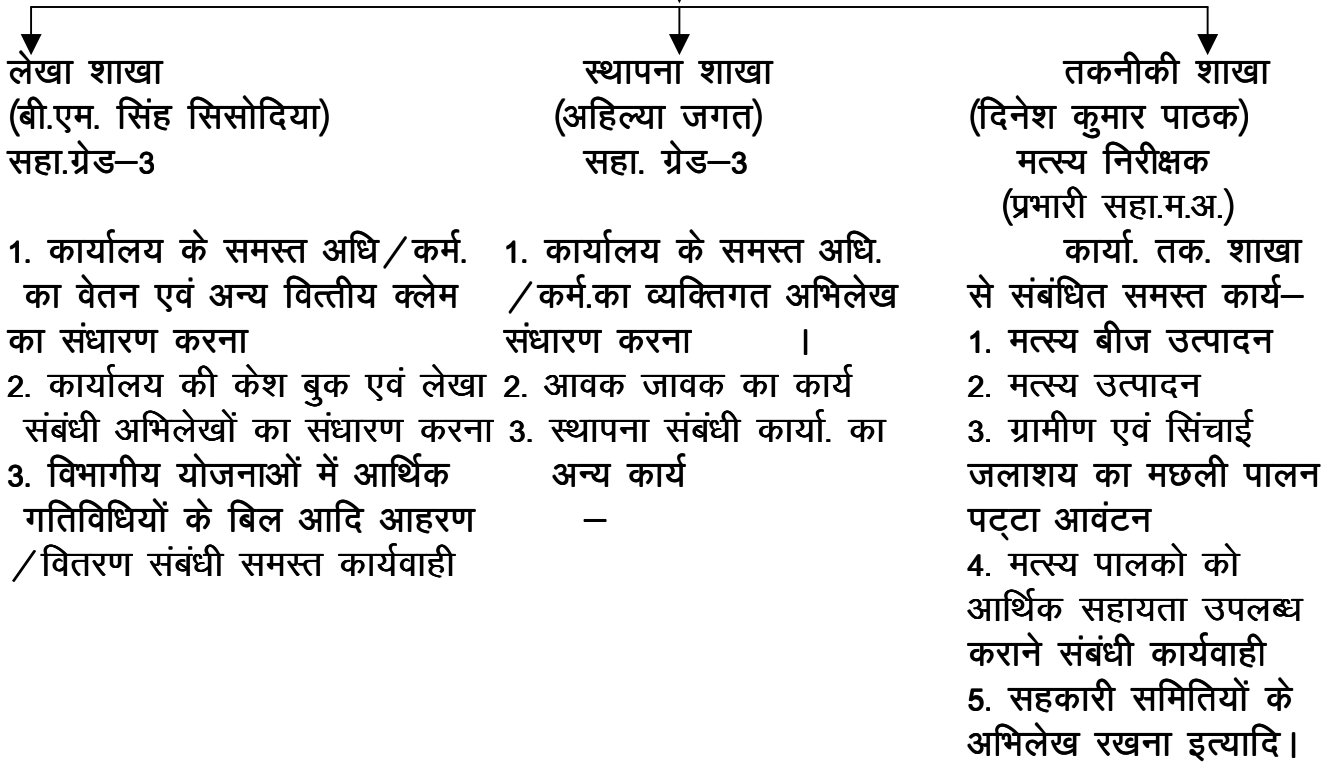 लेखा शाखा
(बी.एम. सिंह सिसोदिया)
सहा.ग्रेड–3
1. कार्यालय के समस्त अधि/कर्म.
का वेतन एवं अन्य वित्तीय क्लेम
का संधारण करना
2. कार्यालय की केश बुक एवं लेखा
संबंधी अभिलेखों का संधारण करना
3. विभागीय योजनाओं में आर्थिक
गतिविधियों के बिल आदि आहरण
/वितरण संबंधी समस्त कार्यवाही
स्थापना शाखा
(अहिल्या जगत)
सहा. ग्रेड–3
1. कार्यालय के समस्त अधि.
/कर्म.का व्यक्तिगत अभिलेख
संधारण करना ।
2. आवक जावक का कार्य
3. स्थापना संबंधी कार्या. का
अन्य कार्य
–
तकनीकी शाखा
(दिनेश कुमार पाठक)
मत्स्य निरीक्षक
(प्रभारी सहा.म.अ.)
कार्या. तक. शाखा
से संबंधित समस्त कार्य–
1. मत्स्य बीज उत्पादन
2. मत्स्य उत्पादन
3. ग्रामीण एवं सिंचाई
जलाशय का मछली पालन
पट्टा आवंटन
4. मत्स्य पालको को
आर्थिक सहायता उपलब्ध
कराने संबंधी कार्यवाही
5. सहकारी समितियों के
अभिलेख रखना इत्यादि।